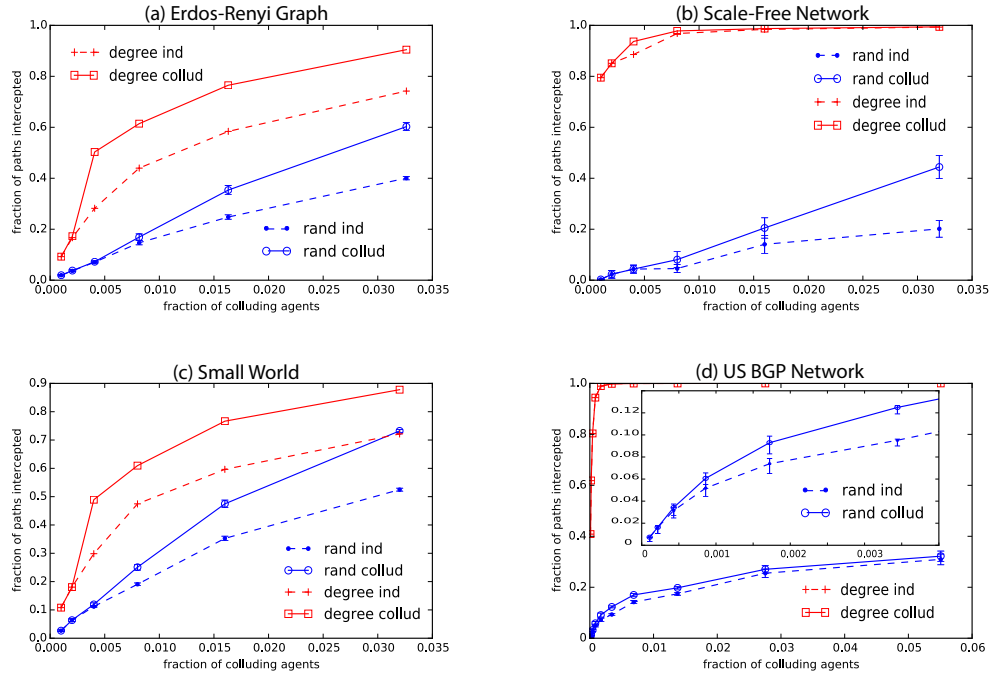 (a) Erdos-Renyi Graph
fraction of paths intercepted
1.0
0.8
0.6
0.4
0.2
0.0
degree ind
degree collud
rand ind
rand collud
0.000 0.005 0.010 0.015 0.020 0.025 0.030 0.035
fraction of colluding agents
(b) Scale-Free Network
fraction of paths intercepted
1.0
0.8
0.6
0.4
0.2
0.0
rand ind
rand collud
degree ind
degree collud
0.000 0.005 0.010 0.015 0.020 0.025 0.030 0.035
fraction of colluding agents
(c) Small World
fraction of paths intercepted
0.9
0.8
0.7
0.6
0.5
0.4
0.3
0.2
0.1
0.0
rand ind
rand collud
degree ind
degree collud
0.000 0.005 0.010 0.015 0.020 0.025 0.030 0.035
fraction of colluding agents
(d) US BGP Network
fraction of paths intercepted
1.0
0.8
0.6
0.4
0.2
0.0
0.12
0.10
0.08
0.06
0.04
0.02
0
rand ind
rand collud
0 0,001 0,002 0,003
degree ind
degree collud
0 0.01 0.02 0.03 0.04 0.05 0.06
fraction of colluding agents